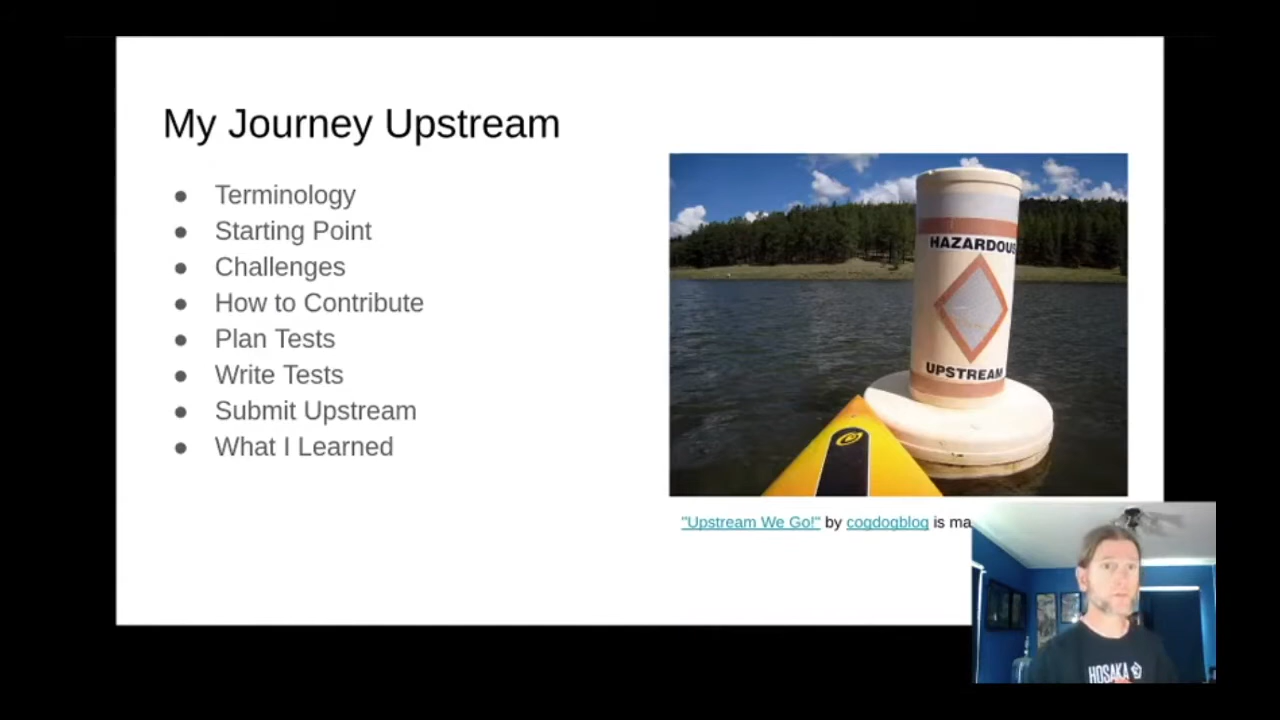 My Journey Upstream
● Terminology
● Starting Point
● Challenges
● How to Contribute
● Plan Tests
● Write Tests
● Submit Upstream
● What I Learned
HAZARDOUS
UPSTREAM
"Upstream We Go!" by cogdogblog is ma
HOSAKA